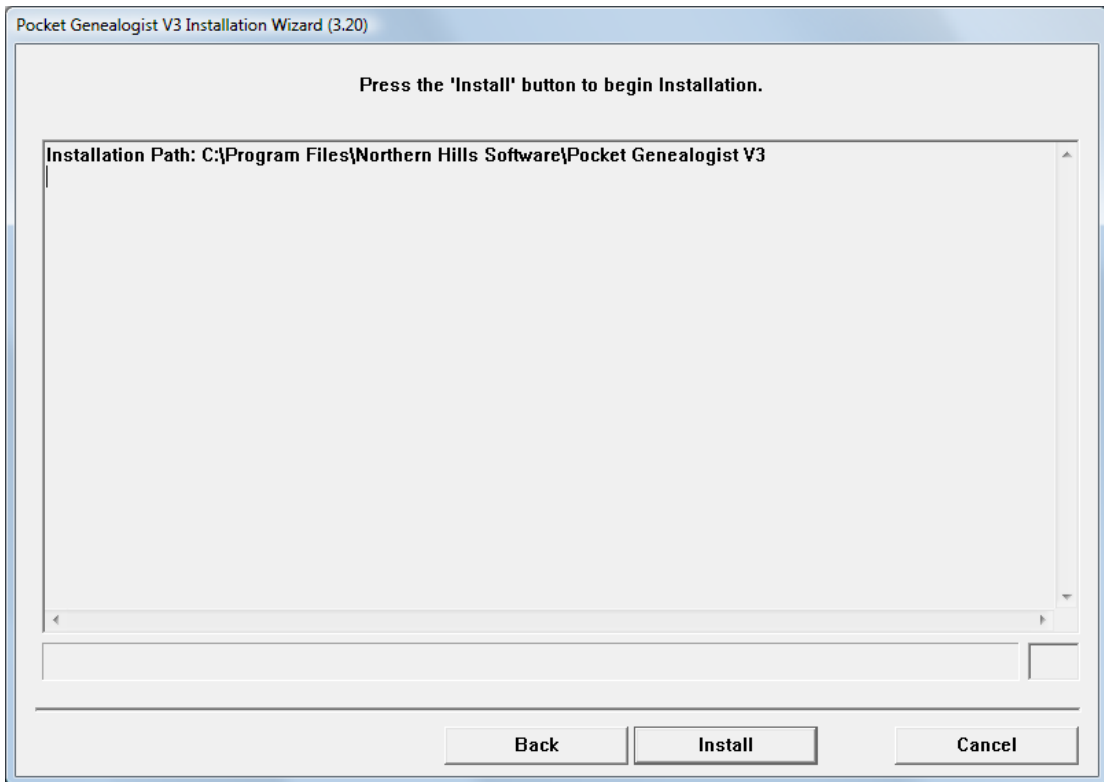 Pocket Genealogist V3 Installation Wizard (3.20)
Press the 'Install' button to begin Installation.
Installation Path: C:\Program Files\Northern Hills Software\Pocket Genealogist V3
Back Install Cancel